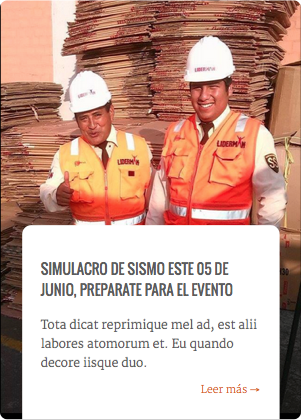 LIDERMAN
LIDERMAN
LIDERMAN
SIMULACRO DE SISMO ESTE 05 DE
JUNIO, PREPARATE PARA EL EVENTO
Tota dicat reprimique mel ad, est alii
labores atomorum et. Eu quando
decore iisque duo.
Leer más →